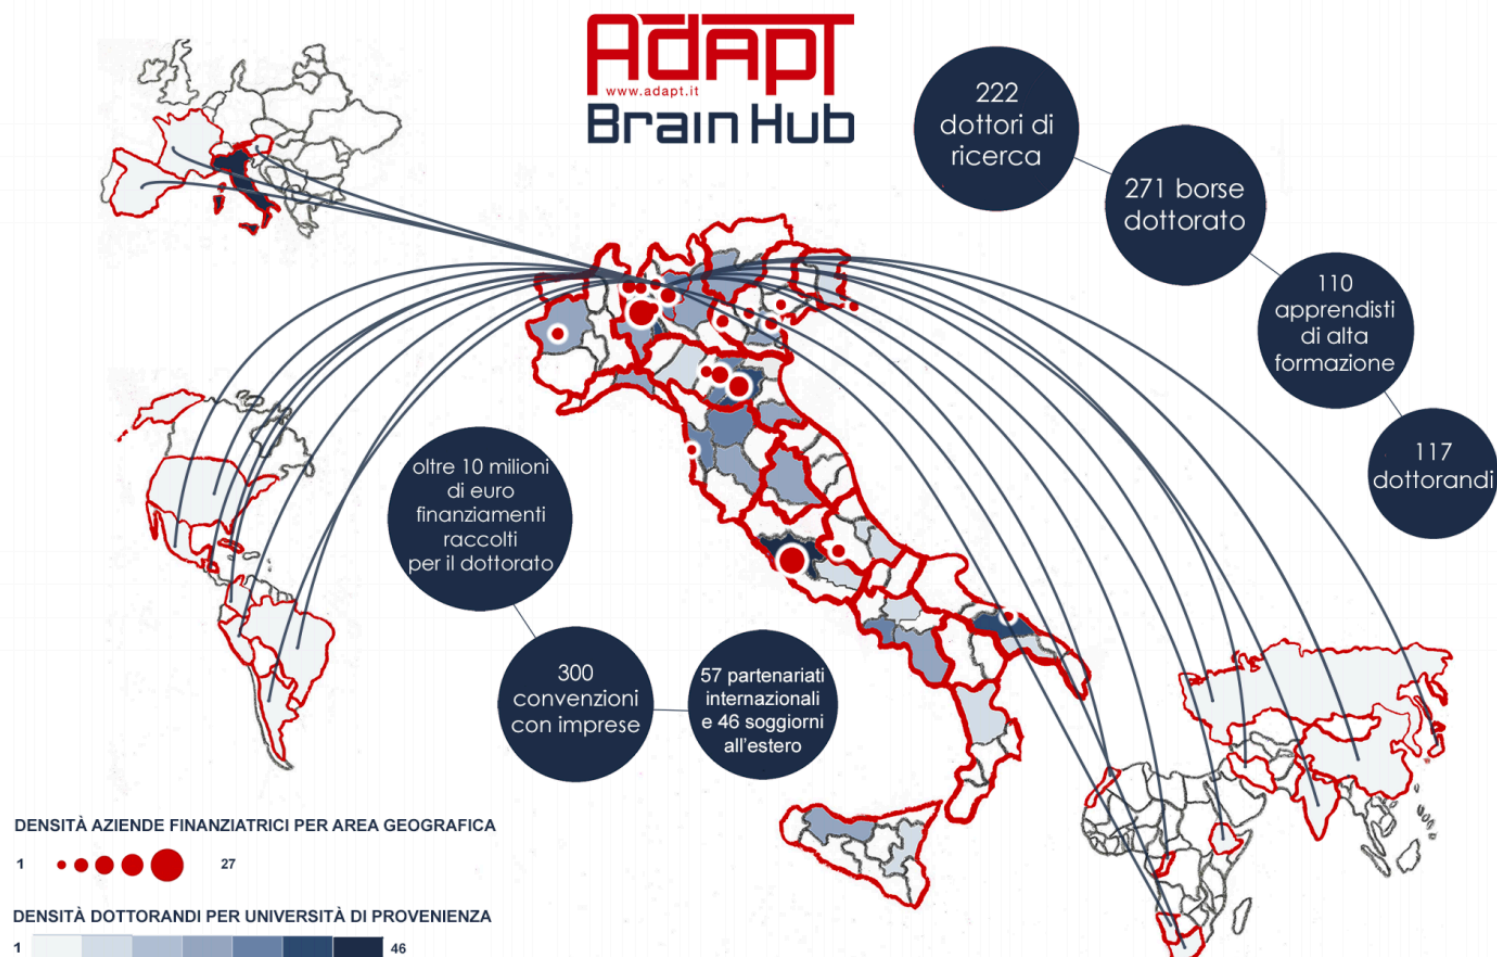 AdapT
www.adapt.it
Brain Hub
222
dottori di
ricerca
271 borse
dottorato
110
apprendisti
di alta
formazione
117
dottorandi
oltre 10 milioni
di euro
finanziamenti
raccolti
per il dottorato
300
convenzioni
con imprese
57 partenariati
internazionali
e 46 soggiorni
all'estero
DENSITÀ AZIENDE FINANZIATRICI PER AREA GEOGRAFICA
1 27
DENSITÀ DOTTORANDI PER UNIVERSITÀ DI PROVENIENZA
1 46